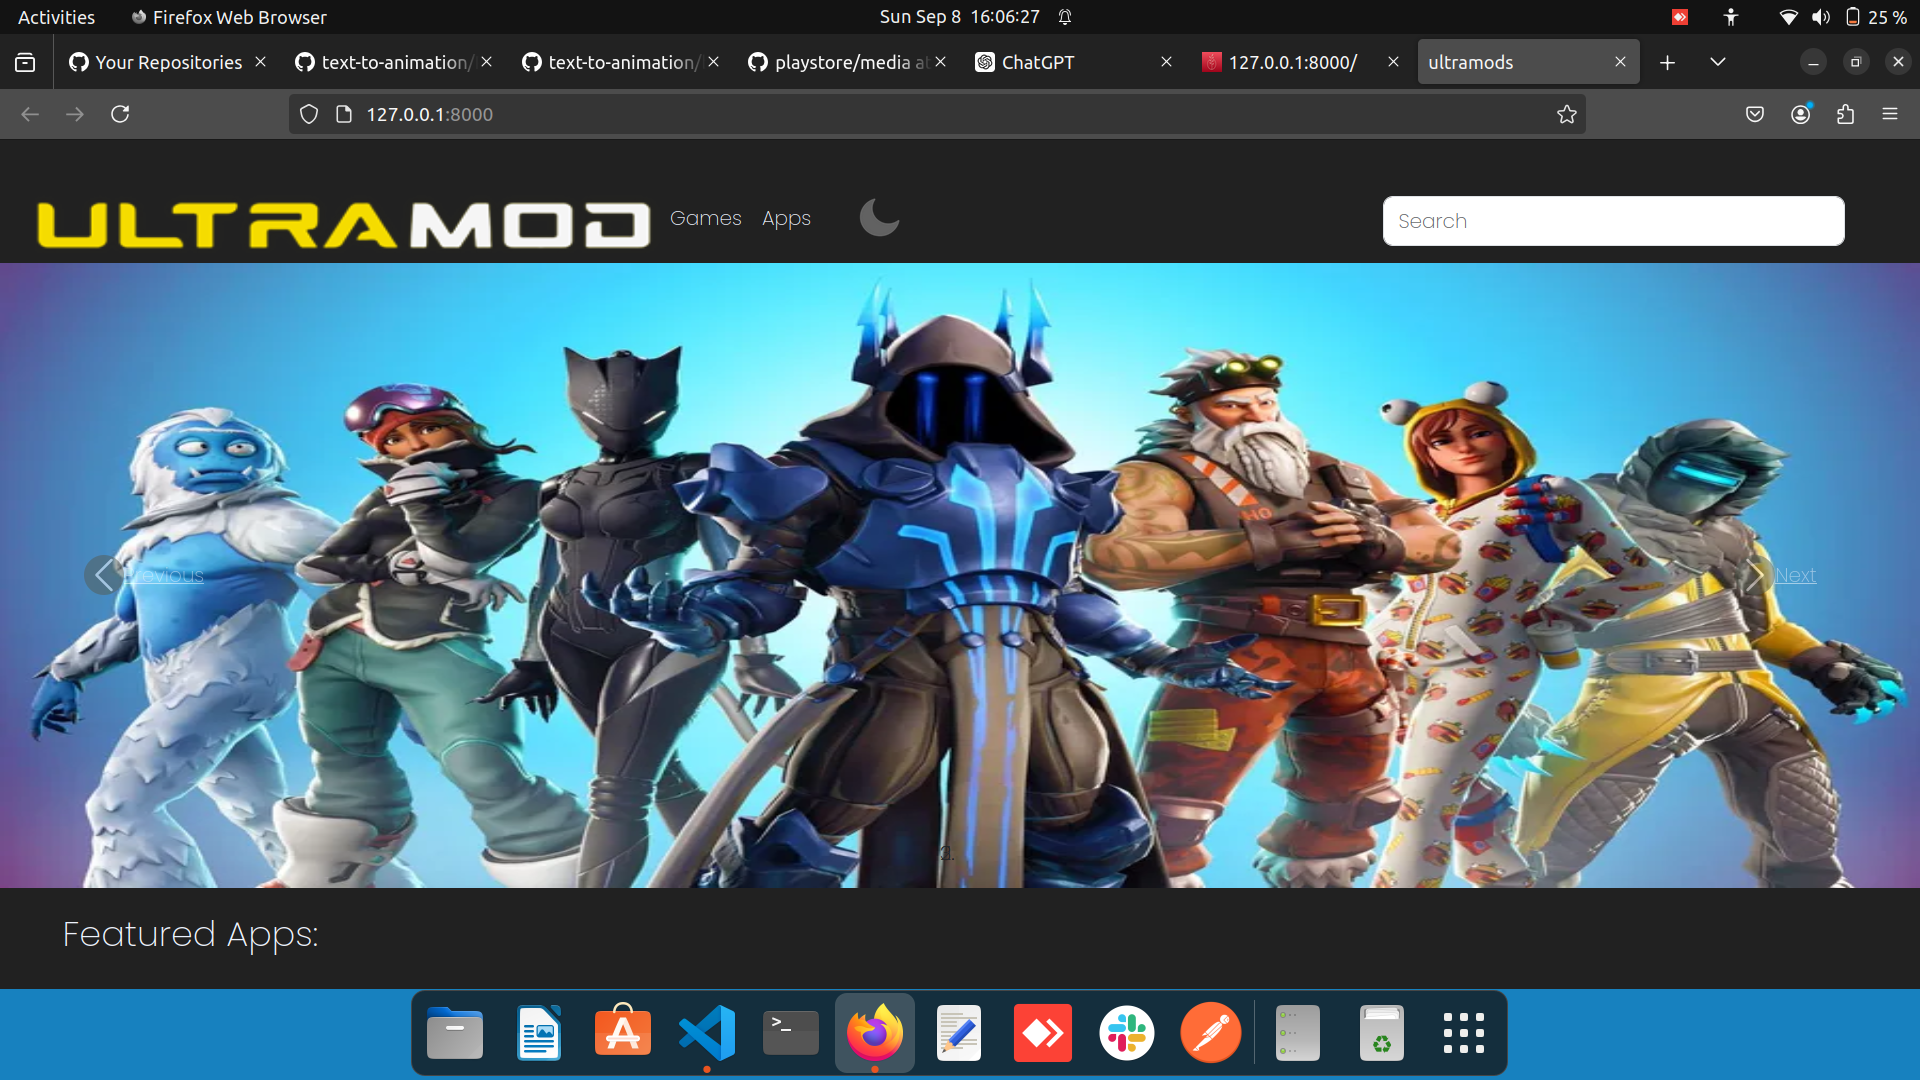 Activities
Firefox Web Browser
Sun Sep 8 16:06:27
25 %
Your Repositories
text-to-animation/
text-to-animation/
playstore/media at
ChatGPT
127.0.0.1:8000/
ultramods
127.0.0.1:8000
ULTRAMOD
Games
Apps
Search
Previous
Next
Featured Apps:
>_